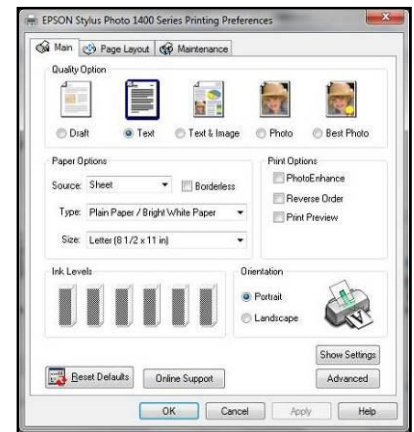 EPSON Stylus Photo 1400 Series Printing Preferences
Main Page Layout Maintenance
Quality Option
Draft Text Text & Image Photo Best Photo
Paper Options
Source: Sheet Borderless
Type: Plain Paper / Bright White Paper
Size: Letter (8 1/2 x 11 in)
Print Options
PhotoEnhance
Reverse Order
Print Preview
Ink Levels
Orientation
Portrait
Landscape
Show Settings
Reset Defaults Online Support Advanced
OK Cancel Apply Help